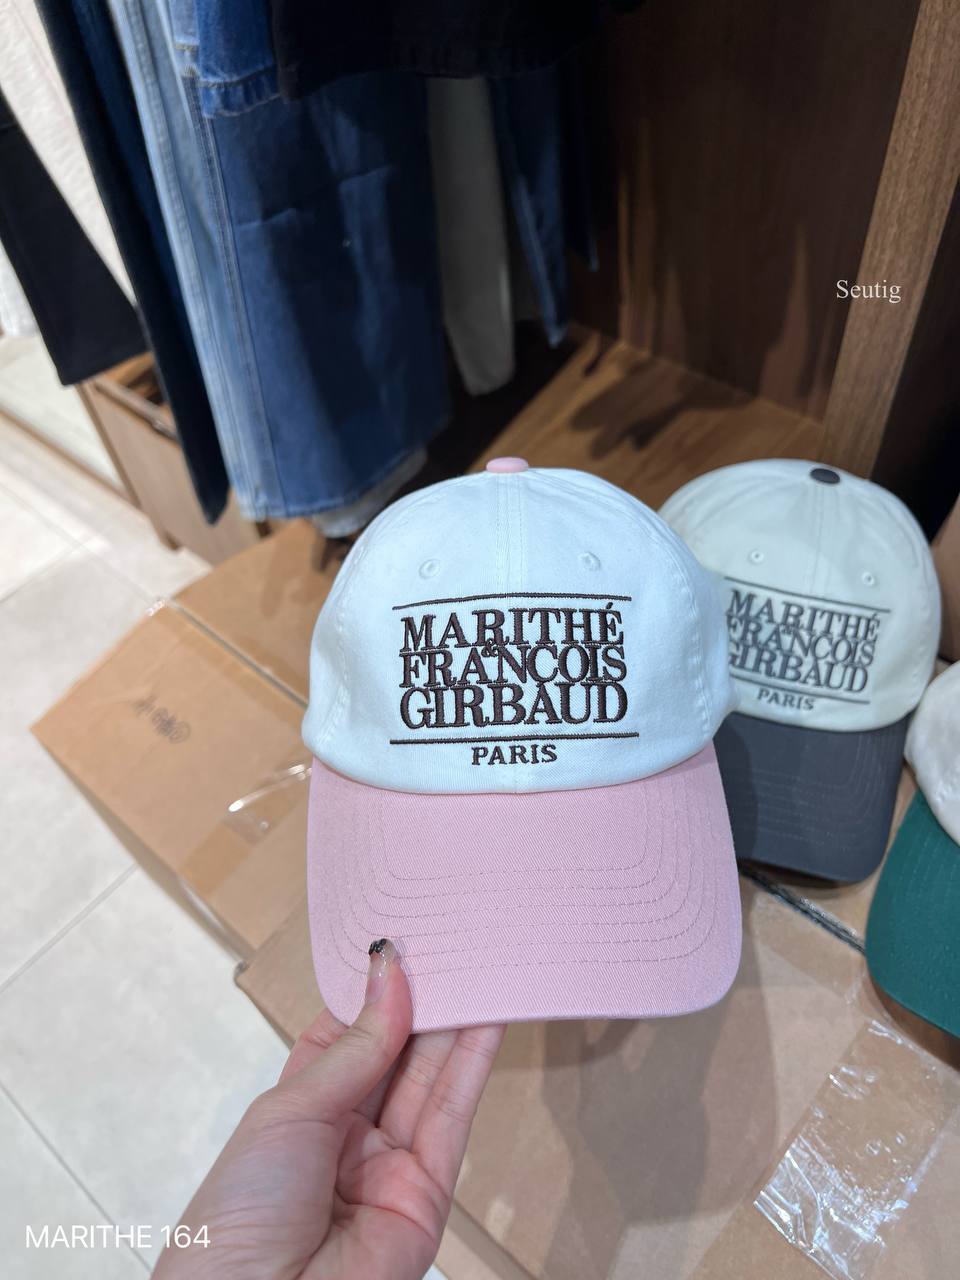 Seutig
MARITHÉ
&
FRANCOIS
GIRBAUD
PARIS
MARITHÉ
FRANCOIS
GIRBAUD
PARIS
MARITHE 164